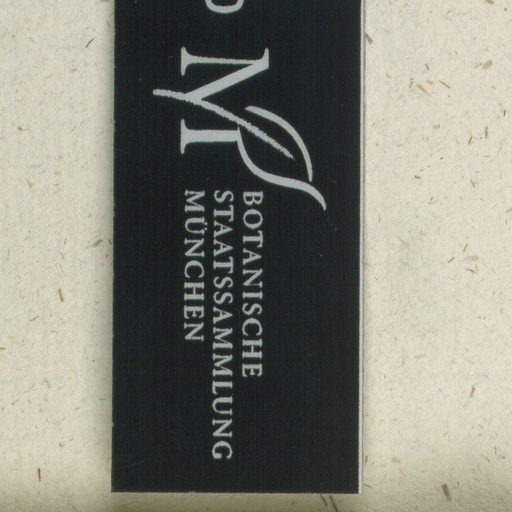 M
BOTANISCHE
STAATSSAMMLUNG
MÜNCHEN